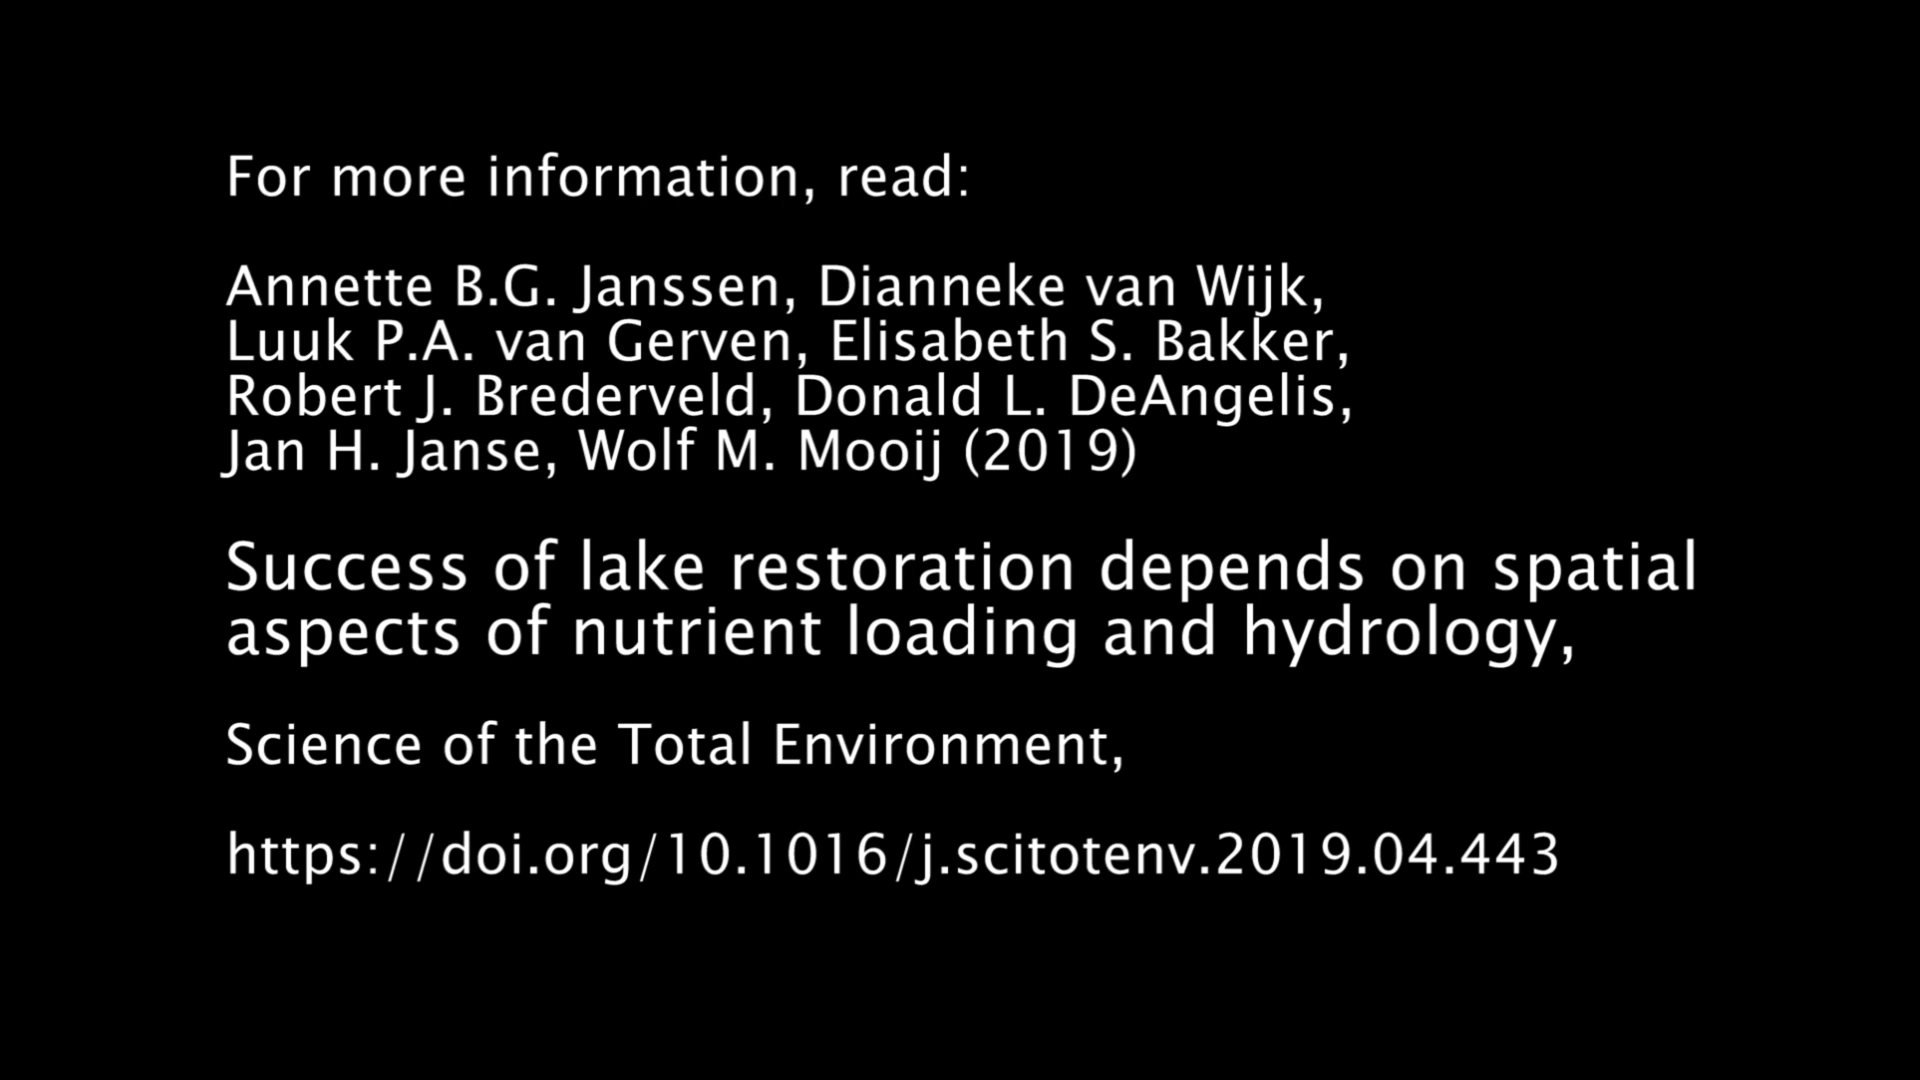 For more information, read:
Annette B.G. Janssen, Dianneke van Wijk,
Luuk P.A. van Gerven, Elisabeth S. Bakker,
Robert J. Brederveld, Donald L. DeAngelis,
Jan H. Janse, Wolf M. Mooij (2019)
Success of lake restoration depends on spatial
aspects of nutrient loading and hydrology,
Science of the Total Environment,
https://doi.org/10.1016/j.scitotenv.2019.04.443